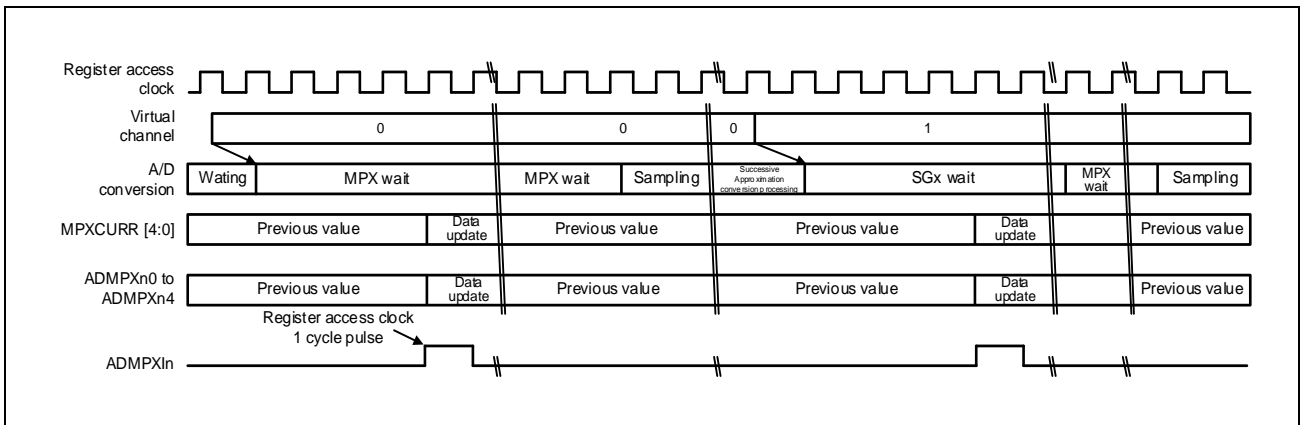 Register access
clock
Virtual
channel
0
0
0
1
A/D
conversion
Wating
MPX wait
MPX wait
Sampling
Successive
Approximation
conversion processing
SGx wait
MPX
wait
Sampling
MPXCURR [4:0]
Previous value
Data
update
Previous value
Previous value
Data
update
Previous value
ADMPXn0 to
ADMPXn4
Previous value
Data
update
Previous value
Previous value
Data
update
Previous value
Register access clock
1 cycle pulse
ADMPXIn